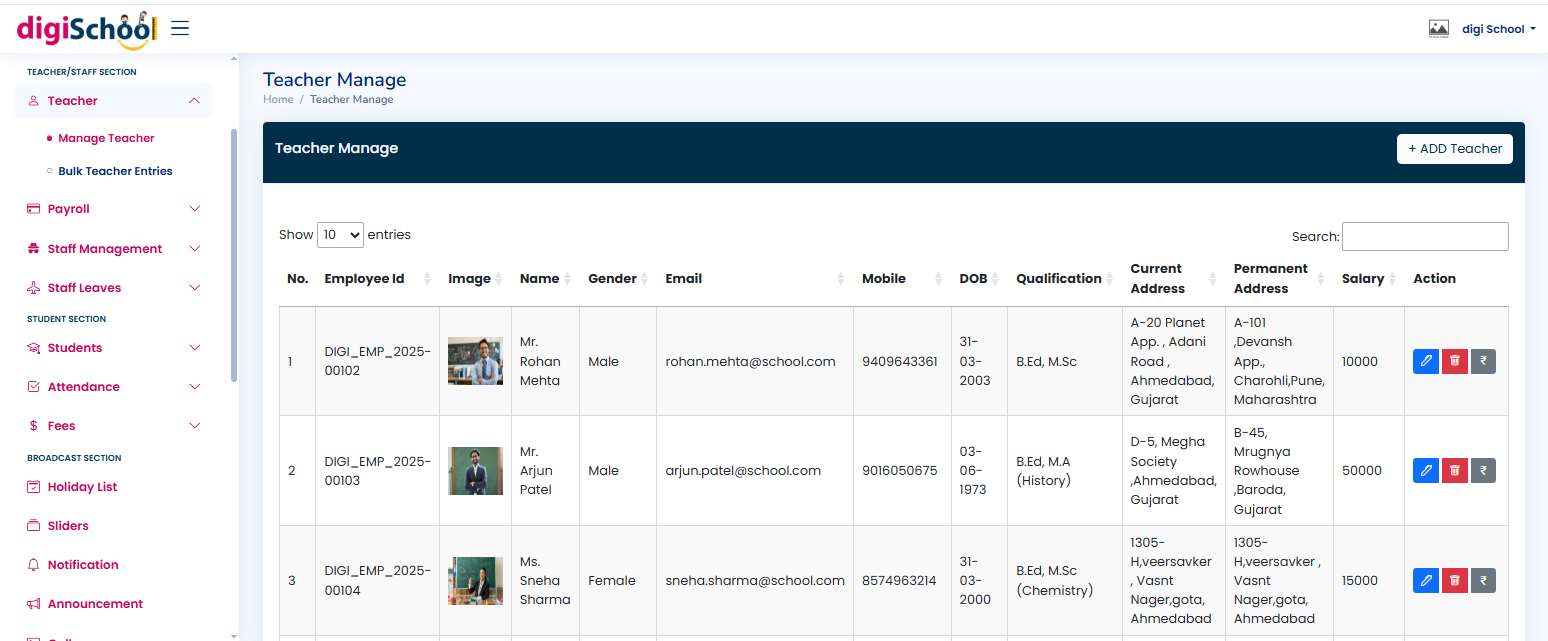 digiSchool
digi School
TEACHER/STAFF SECTION
Teacher
Manage Teacher
Bulk Teacher Entries
Payroll
Staff Management
Staff Leaves
STUDENT SECTION
Students
Attendance
$ Fees
BROADCAST SECTION
Holiday List
Sliders
Notification
Announcement
Teacher Manage
Home / Teacher Manage
Teacher Manage
+ ADD Teacher
Show 10 entries
Search:
No. Employee Id Image Name Gender Email Mobile DOB Qualification Current Address Permanent Address Salary Action
1
DIGI_EMP_2025-
00102
Mr.
Rohan
Mehta
Male
rohan.mehta@school.com
9409643361
31-
03-
2003
B.Ed, M.Sc
A-20 Planet
App. , Adani
Road ,
Ahmedabad,
Gujarat
A-101
,Devansh
App.,
Charohli,Pune,
Maharashtra
10000
₹
2
DIGI_EMP_2025-
00103
Mr.
Arjun
Patel
Male
arjun.patel@school.com
9016050675
03-
06-
1973
B.Ed, M.A
(History)
D-5, Megha
Society
,Ahmedabad,
Gujarat
B-45,
Mrugnya
Rowhouse
,Baroda,
Gujarat
50000
₹
3
DIGI_EMP_2025-
00104
Ms.
Sneha
Sharma
Female
sneha.sharma@school.com
8574963214
31-
03-
2000
B.Ed, M.Sc
(Chemistry)
1305-
H,veersavker
, Vasnt
Nager,gota,
Ahmedabad
1305-
H,veersavker ,
Vasnt
Nager,gota,
Ahmedabad
15000
₹